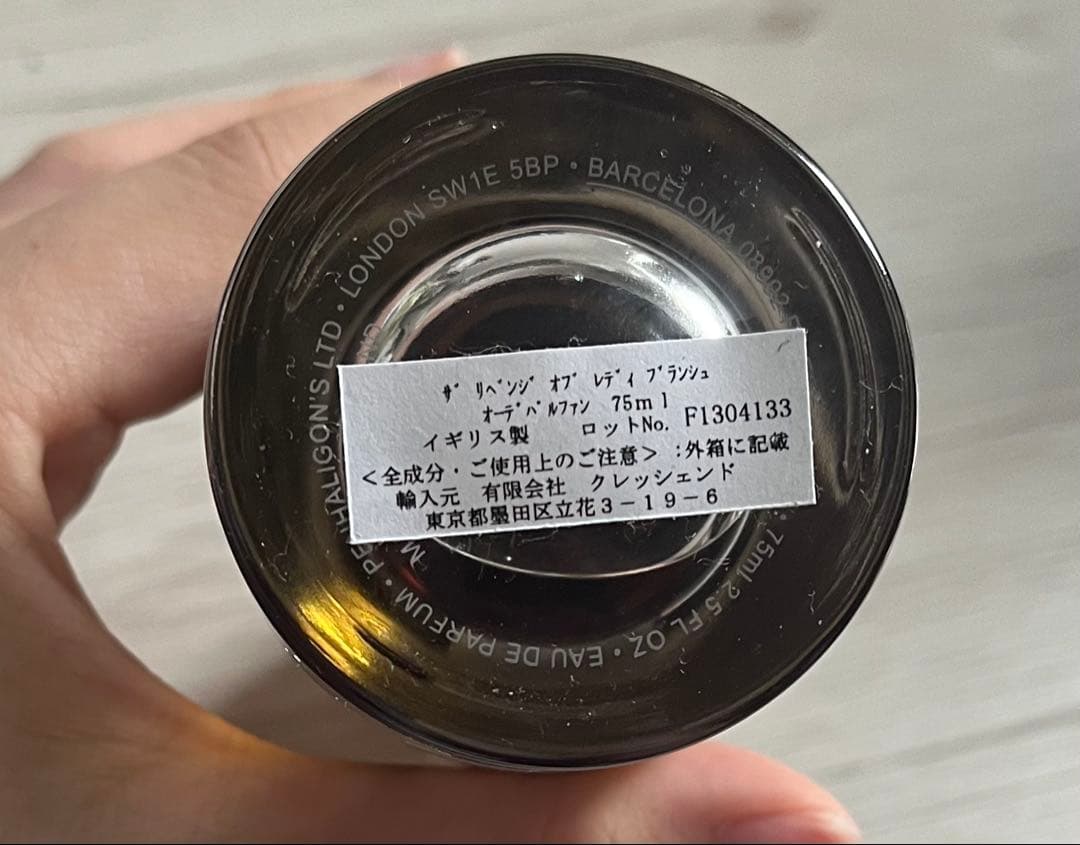 ザ リベンジ オブ レディ ブランシュ
オーデパルファン 75ml
イギリス製 ロットNo. F1304133
<全成分・ご使用上のご注意>:外箱に記載
輸入元 有限会社 クレッシェンド
東京都墨田区立花3-19-6
PENHALIGON'S LTD • LONDON SW1E 5BP • BARCELONA
75ml 2.5 FL OZ • EAU DE PARFUM •